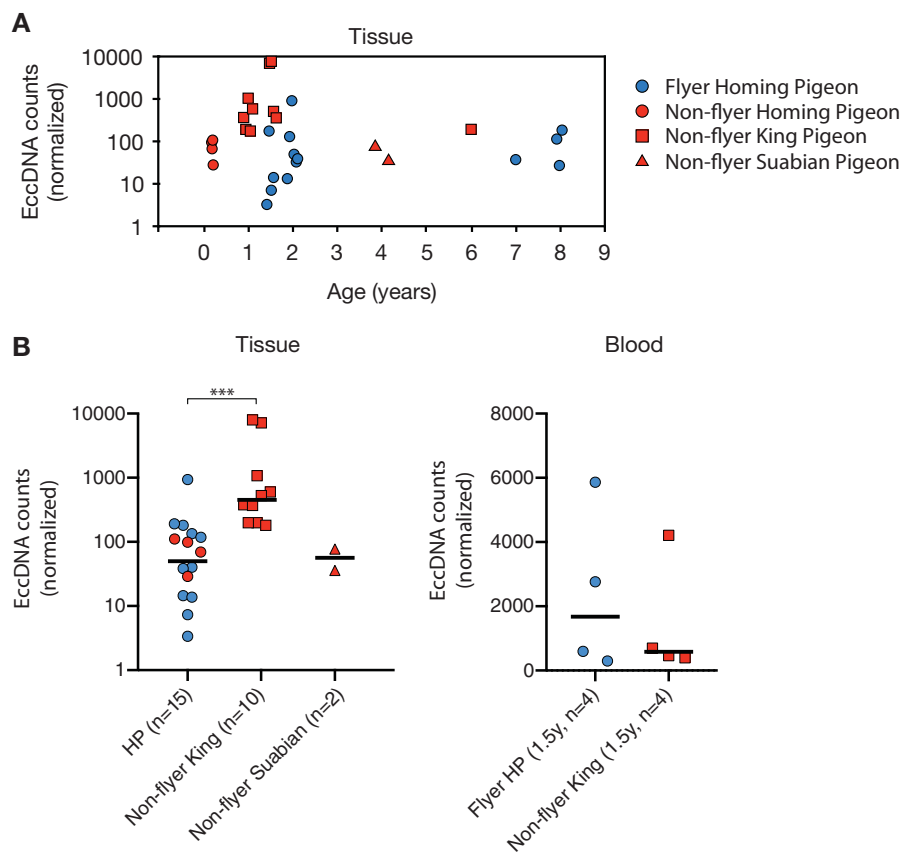 A
Tissue
EccDNA counts
(normalized)
10000
1000
100
10
1
0 1 2 3 4 5 6 7 8 9
Age (years)
Flyer Homing Pigeon
Non-flyer Homing Pigeon
Non-flyer King Pigeon
Non-flyer Suabian Pigeon
B
Tissue
EccDNA counts
(normalized)
10000
1000
100
10
1
***
HP (n=15)
Non-flyer King (n=10)
Non-flyer Suabian (n=2)
Blood
EccDNA counts
(normalized)
8000
6000
4000
2000
0
Flyer HP (1.5y, n=4)
Non-flyer King (1.5y, n=4)